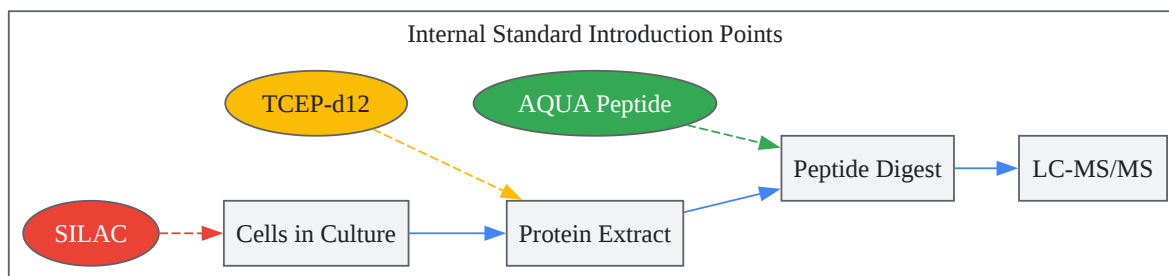 Internal Standard Introduction Points
TCEP-d12
AQUA Peptide
Peptide Digest
LC-MS/MS
SILAC
Cells in Culture
Protein Extract